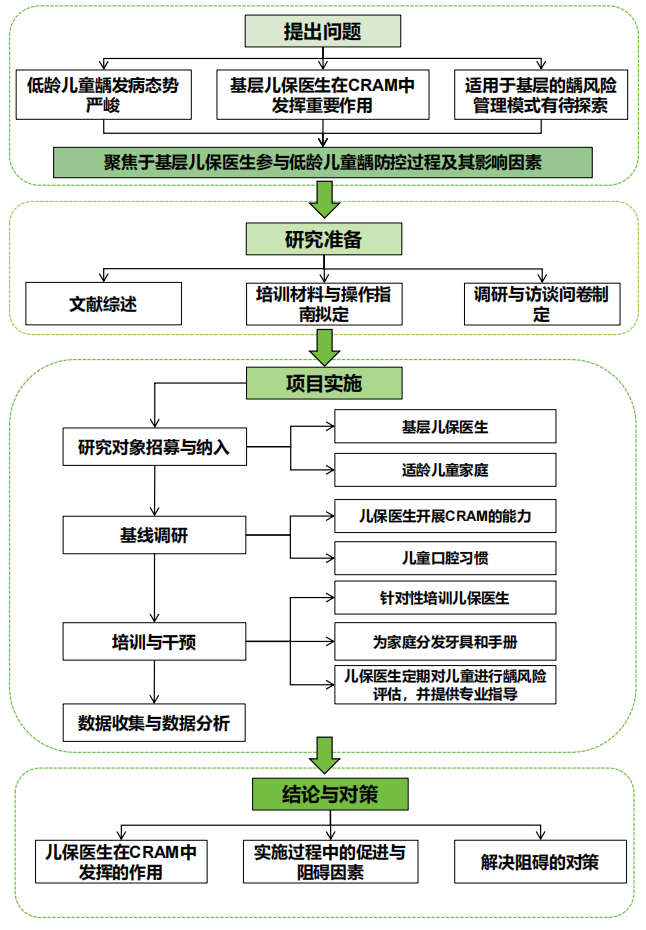 提出问题
低龄儿童龋发病态势
严峻
基层儿保医生在CRAM中
发挥重要作用
适用于基层的龋风险
管理模式有待探索
聚焦于基层儿保医生参与低龄儿童龋防控过程及其影响因素
研究准备
文献综述
培训材料与操作指
南拟定
调研与访谈问卷制
定
项目实施
研究对象招募与纳入
基层儿保医生
适龄儿童家庭
基线调研
儿保医生开展CRAM的能力
儿童口腔习惯
培训与干预
针对性培训儿保医生
为家庭分发牙具和手册
儿保医生定期对儿童进行龋风险
评估，并提供专业指导
数据收集与数据分析
结论与对策
儿保医生在CRAM中
发挥的作用
实施过程中的促进与
阻碍因素
解决阻碍的对策